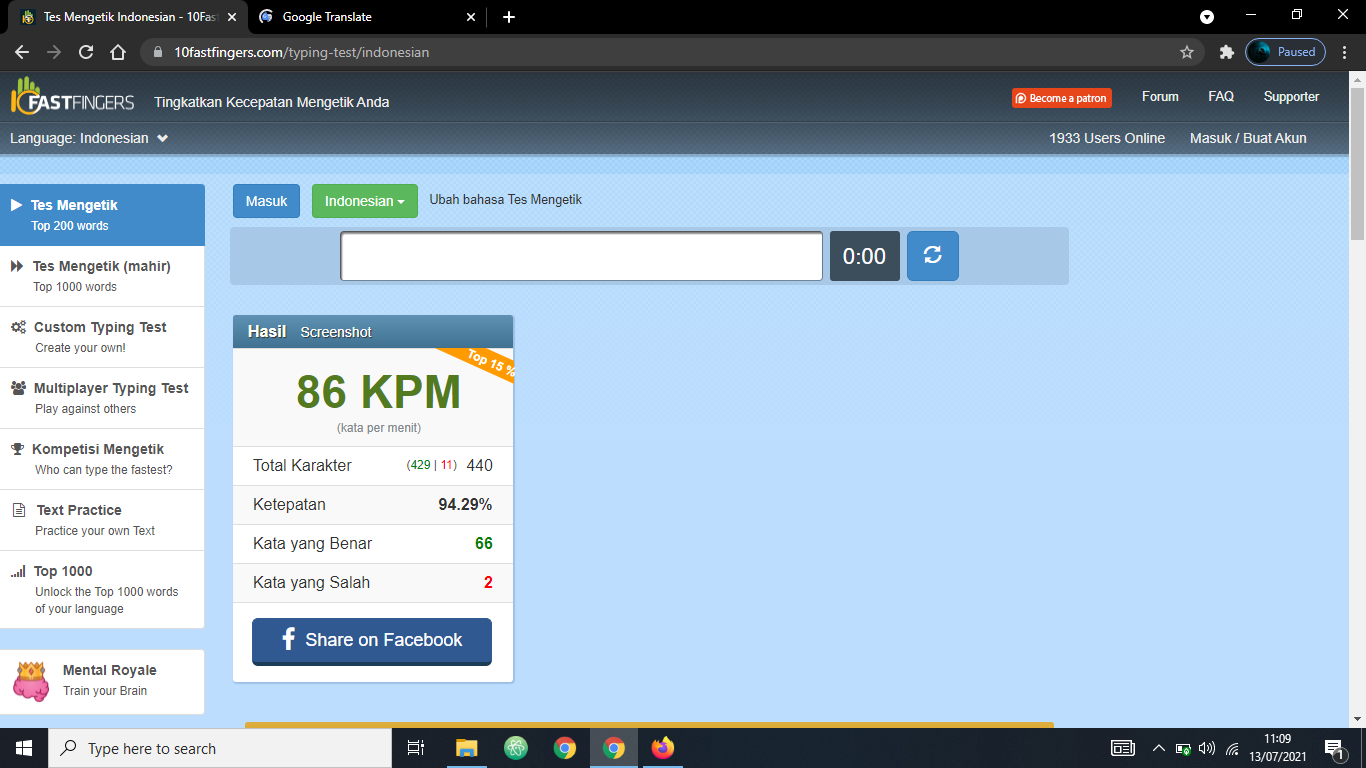 Tes Mengetik Indonesian - 10Fas
Google Translate
10fastfingers.com/typing-test/indonesian
Paused
FASTFINGERS
Tingkatkan Kecepatan Mengetik Anda
Become a patron
Forum
FAQ
Supporter
Language: Indonesian
1933 Users Online
Masuk / Buat Akun
Tes Mengetik
Top 200 words
Tes Mengetik (mahir)
Top 1000 words
Custom Typing Test
Create your own!
Multiplayer Typing Test
Play against others
Kompetisi Mengetik
Who can type the fastest?
Text Practice
Practice your own Text
Top 1000
Unlock the Top 1000 words
of your language
Mental Royale
Train your Brain
Masuk
Indonesian
Ubah bahasa Tes Mengetik
0:00
Hasil Screenshot
Top 15 %
86 KPM
(kata per menit)
Total Karakter (429 | 11) 440
Ketepatan 94.29%
Kata yang Benar 66
Kata yang Salah 2
Share on Facebook
Type here to search
11:09
13/07/2021
1